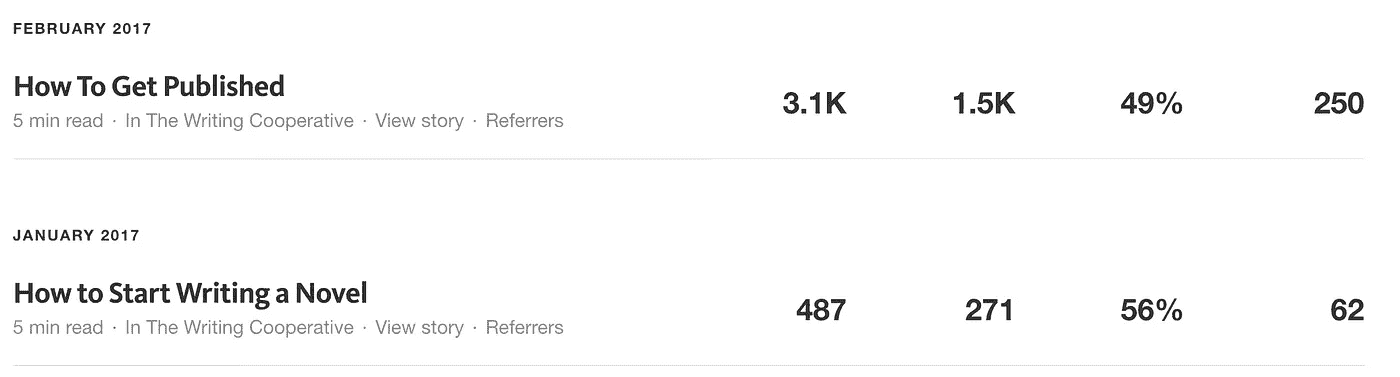 FEBRUARY 2017
How To Get Published
5 min read · In The Writing Cooperative · View story · Referrers
3.1K 1.5K 49% 250
JANUARY 2017
How to Start Writing a Novel
5 min read · In The Writing Cooperative · View story · Referrers
487 271 56% 62